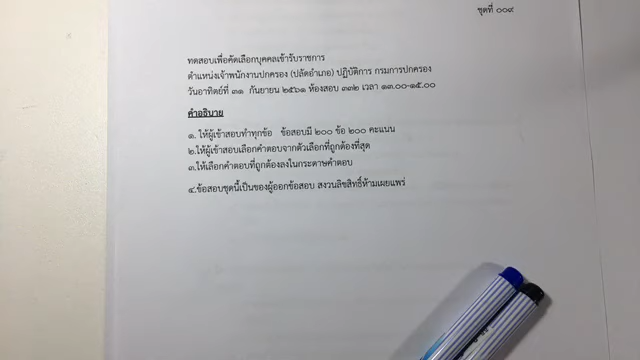 ชุดที่ ๐๐๙
ทดสอบเพื่อคัดเลือกบุคคลเข้ารับราชการ
ตำแหน่งเจ้าพนักงานปกครอง (ปลัดอำเภอ) ปฏิบัติการ กรมการปกครอง
วันอาทิตย์ที่ ๓๑ กันยายน ๒๕๖๑ ห้องสอบ ๓๓๒ เวลา ๑๓.๐๐-๑๕.๐๐
คำอธิบาย
๑. ให้ผู้เข้าสอบทำทุกข้อ ข้อสอบมี ๒๐๐ ข้อ ๒๐๐ คะแนน
๒.ให้ผู้เข้าสอบเลือกคำตอบจากตัวเลือกที่ถูกต้องที่สุด
๓.ให้เลือกคำตอบที่ถูกต้องลงในกระดาษคำตอบ
๔.ข้อสอบชุดนี้เป็นของผู้ออกข้อสอบ สงวนลิขสิทธิ์ห้ามเผยแพร่